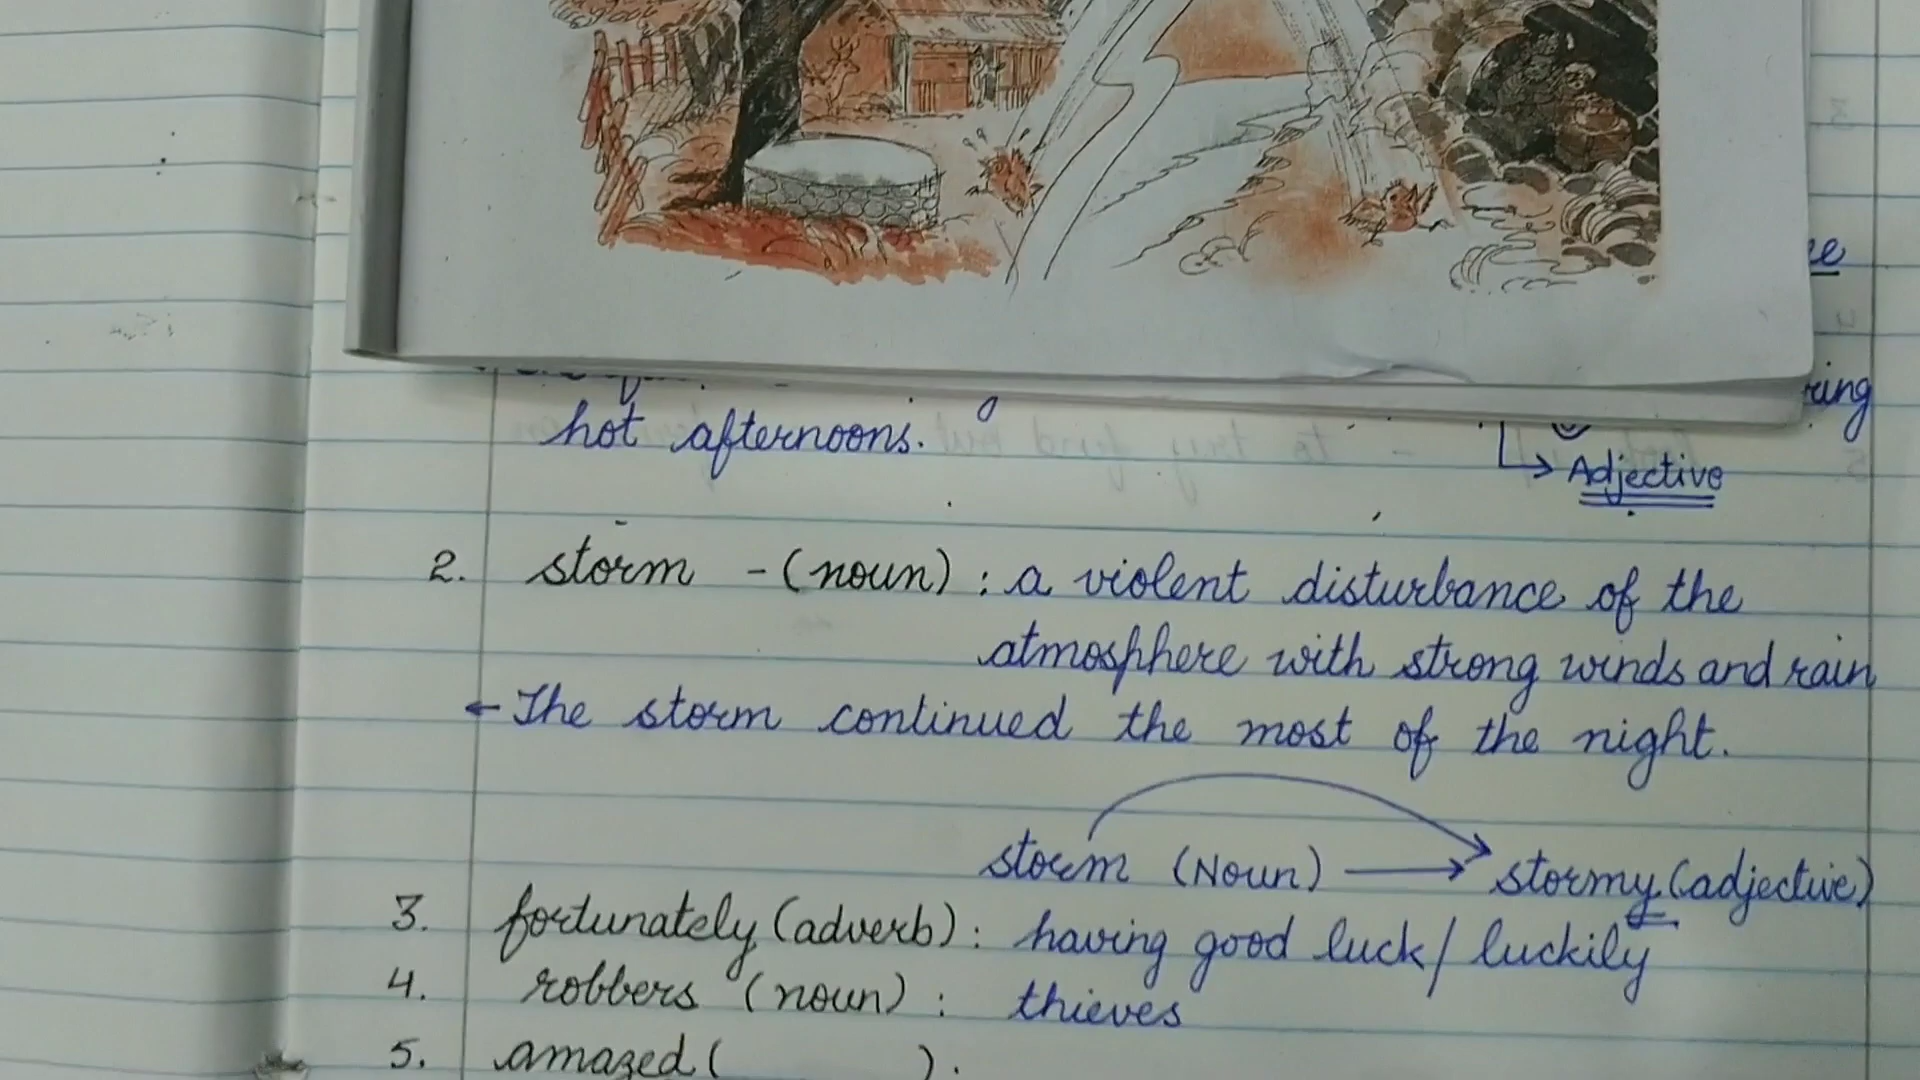 ring
hot afternoons.
Adjective
2. storm - (noun) : a violent disturbance of the
atmosphere with strong winds and rain
The storm continued the most of the night.
storm (Noun) → stormy (adjective)
3. fortunately (adverb) : having good luck / luckily
4. robbers (noun) : thieves
5. amazed ( ).